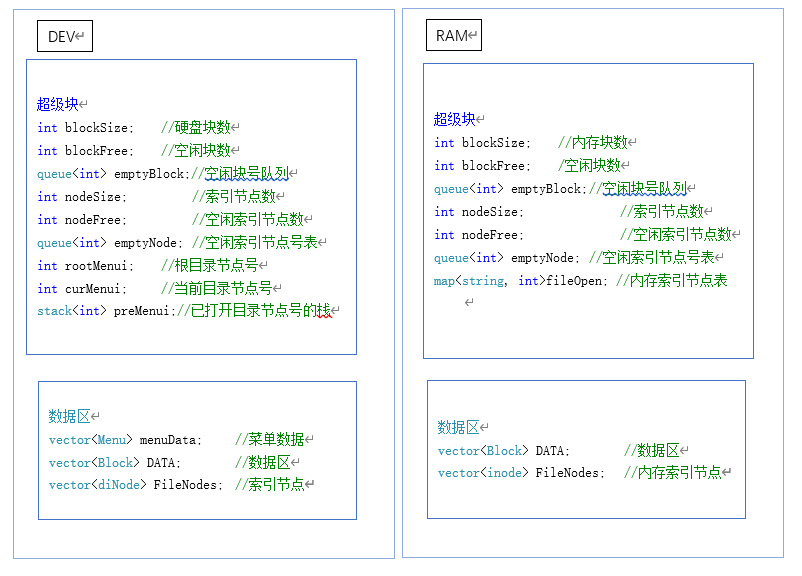 DEV↵
超级块↵
int blockSize;    //硬盘块数↵
int blockFree;    //空闲块数↵
queue<int> emptyBlock;//空闲块号队列↵
int nodeSize;         //索引节点数↵
int nodeFree;         //空闲索引节点数↵
queue<int> emptyNode; //空闲索引节点号表↵
int rootMenui;    //根目录节点号↵
int curMenui;     //当前目录节点号↵
stack<int> preMenui;//已打开目录节点号的栈↵
数据区↵
vector<Menu> menuData;     //菜单数据↵
vector<Block> DATA;        //数据区↵
vector<diNode> FileNodes;  //索引节点↵
RAM↵
超级块↵
int blockSize;    //内存块数↵
int blockFree;    /空闲块数↵
queue<int> emptyBlock;//空闲块号队列↵
int nodeSize;             //索引节点数↵
int nodeFree;             //空闲索引节点数↵
queue<int> emptyNode; //空闲索引节点号表↵
map<string, int>fileOpen; //内存索引节点表
↵
数据区↵
vector<Block> DATA;        //数据区↵
vector<inode> FileNodes;   //内存索引节点↵